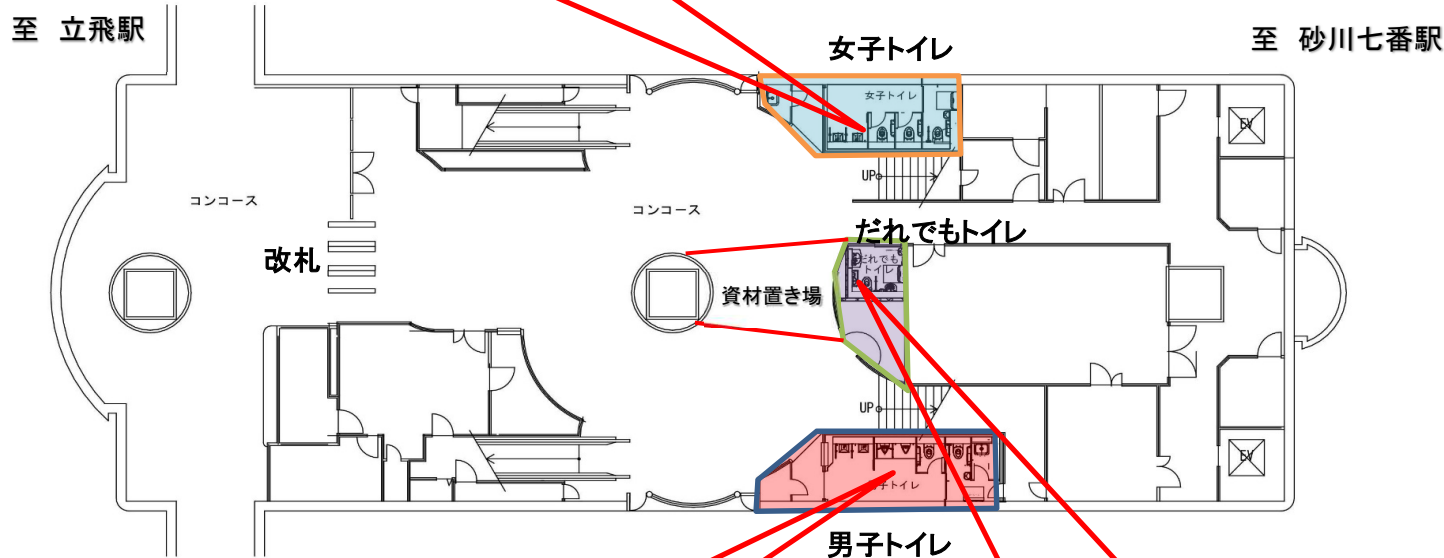 至 立飛駅
女子トイレ
至 砂川七番駅
女子トイレ
EV
UP
コンコース
コンコース
だれでもトイレ
改札
だれでも
トイレ
資材置き場
UP
EV
子トイレ
男子トイレ